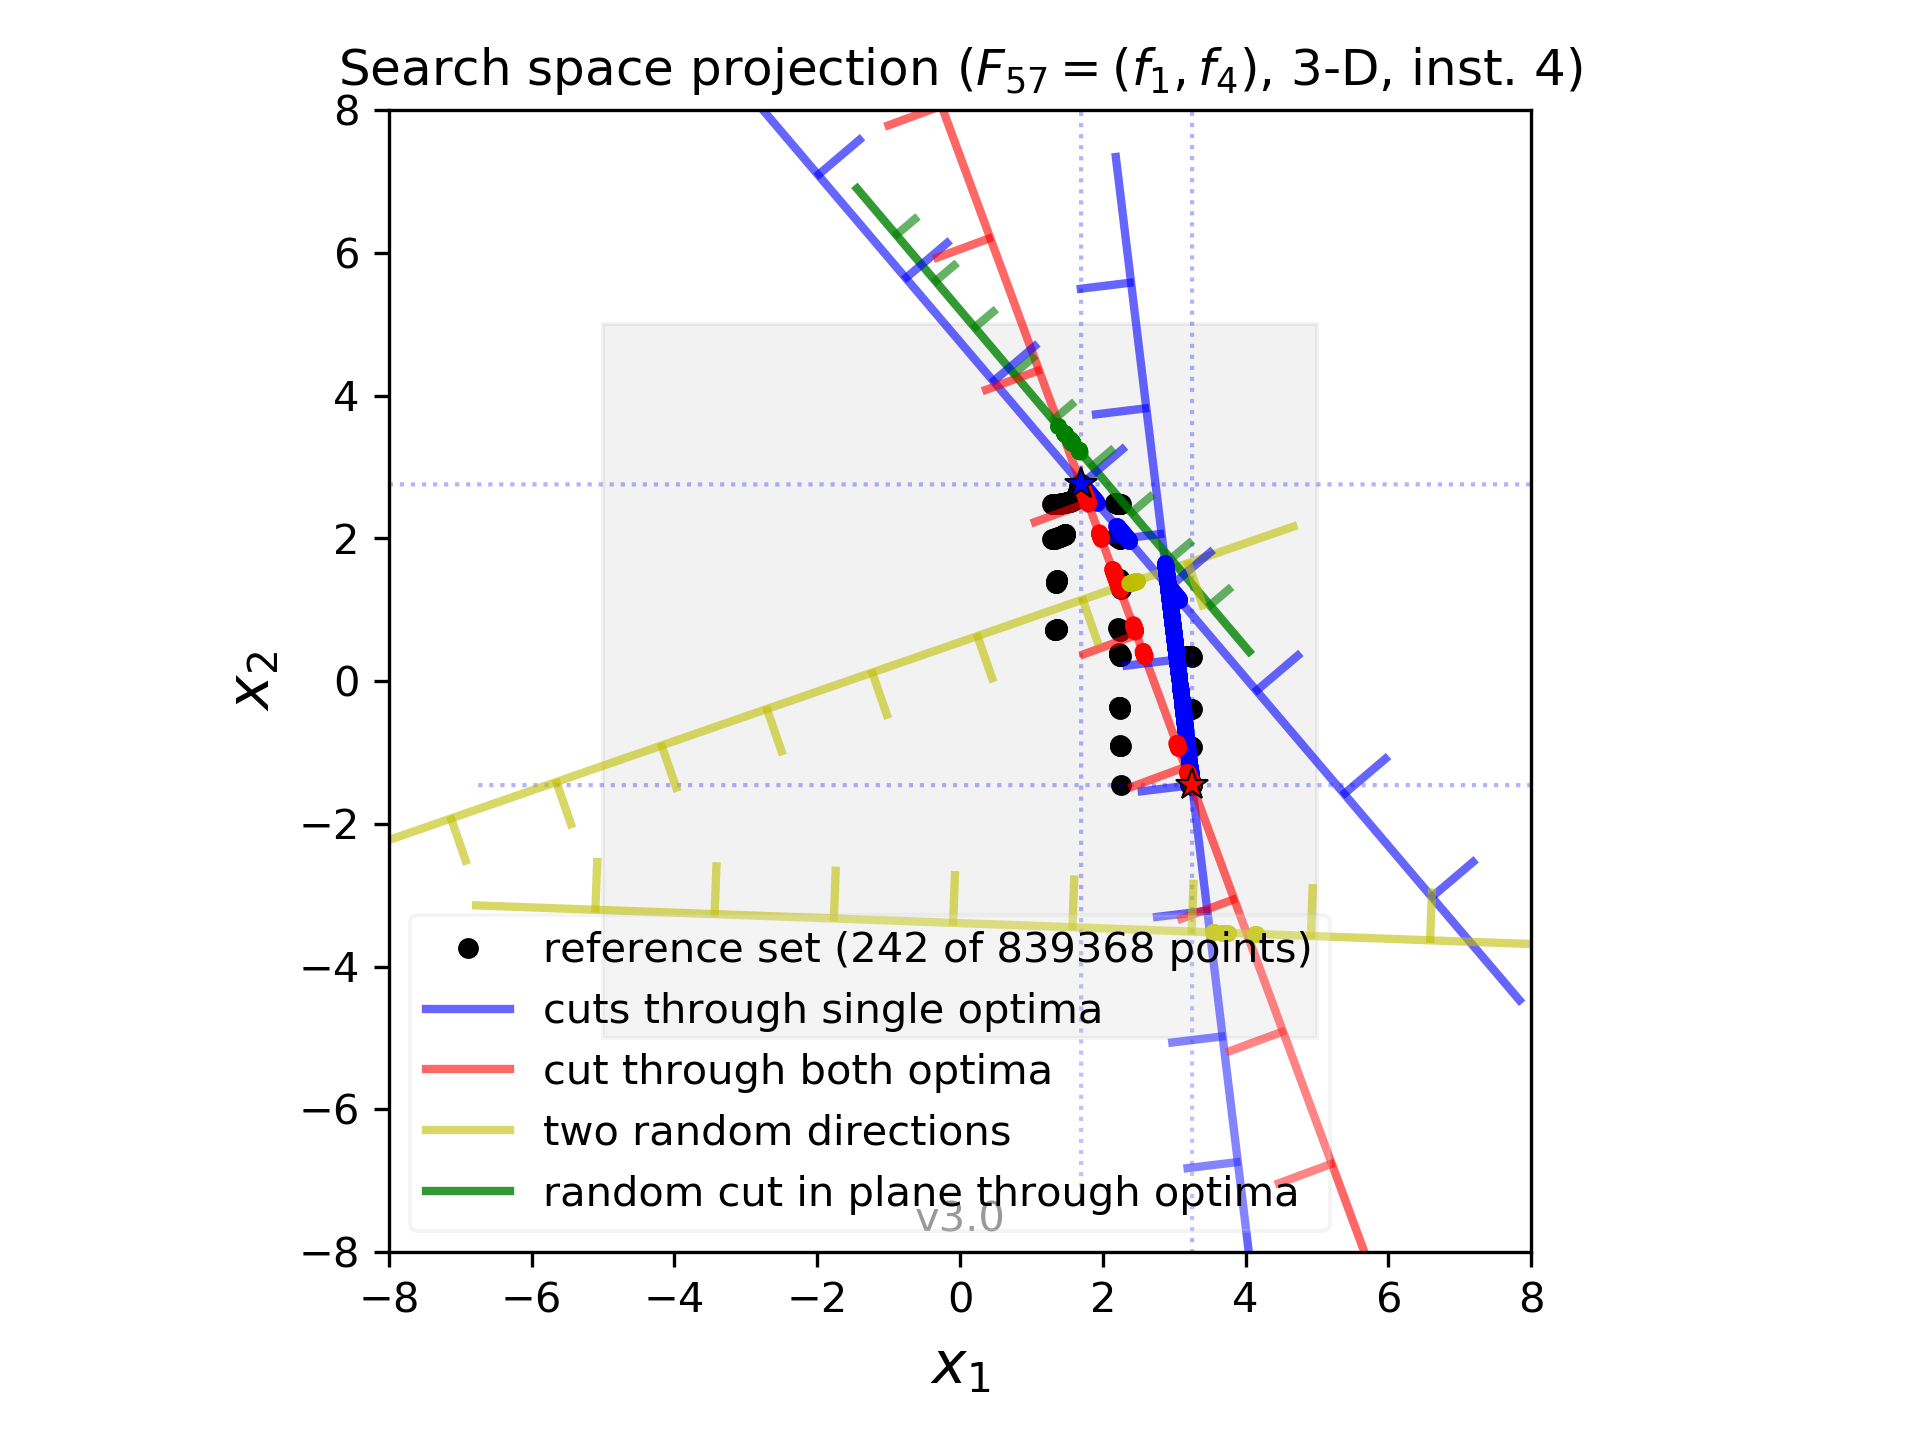 Search space projection (F57 = (f1, f4), 3-D, inst. 4)
8
6
4
2
0
−2
−4
−6
−8
x2
reference set (242 of 839368 points)
cuts through single optima
cut through both optima
two random directions
random cut in plane through optima
v3.0
−8 −6 −4 −2 0 2 4 6 8
x1